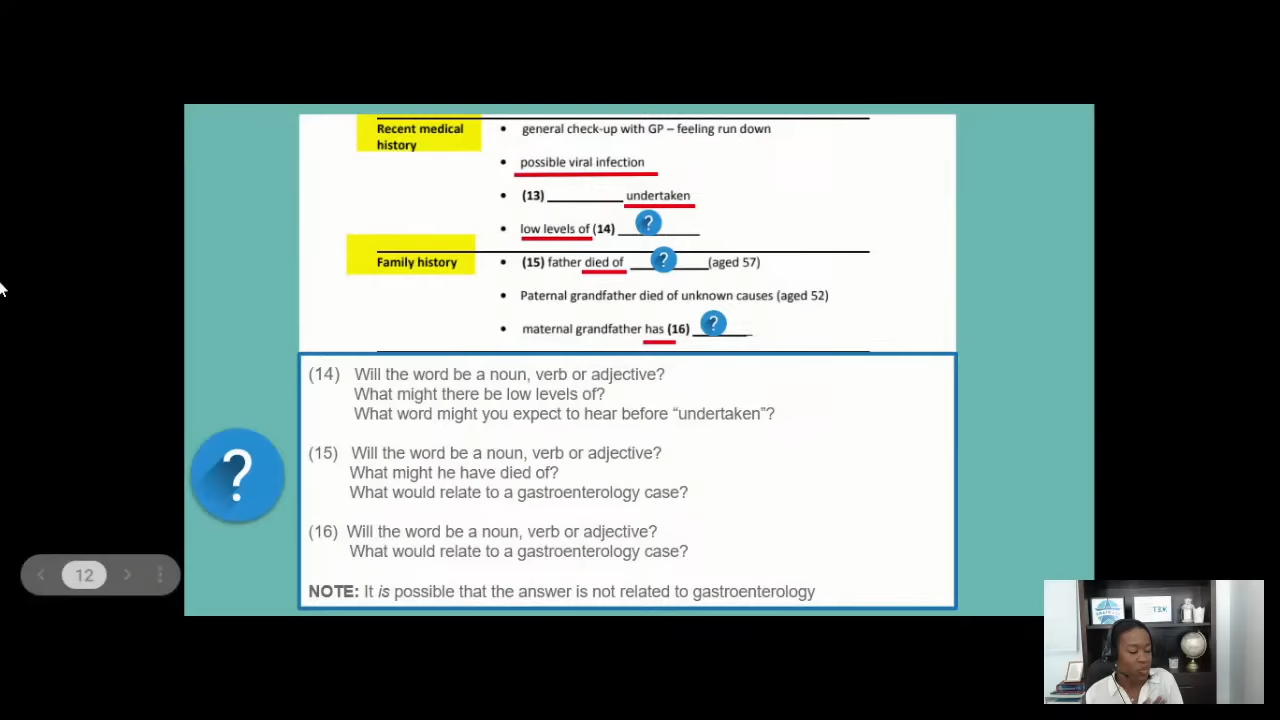 Recent medical
history
• general check-up with GP – feeling run down
• possible viral infection
• (13) __________ undertaken
• low levels of (14) __________
?
Family history
• (15) father died of __________ (aged 57)
?
• Paternal grandfather died of unknown causes (aged 52)
• maternal grandfather has (16) __________
?
(14) Will the word be a noun, verb or adjective?
What might there be low levels of?
What word might you expect to hear before “undertaken”?
(15) Will the word be a noun, verb or adjective?
What might he have died of?
What would relate to a gastroenterology case?
(16) Will the word be a noun, verb or adjective?
What would relate to a gastroenterology case?
NOTE: It is possible that the answer is not related to gastroenterology
?
12